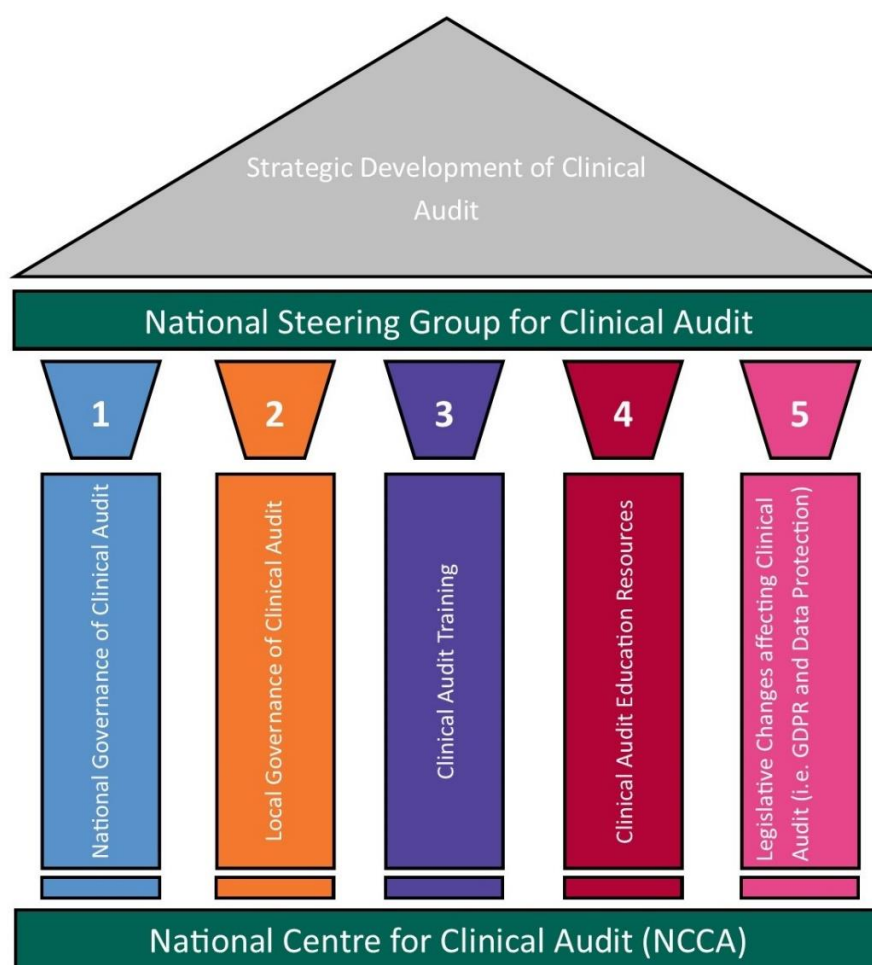 Strategic Development of Clinical
Audit
National Steering Group for Clinical Audit
1
2
3
4
5
National Governance of Clinical Audit
Local Governance of Clinical Audit
Clinical Audit Training
Clinical Audit Education Resources
Legislative Changes affecting Clinical
Audit (i.e. GDPR and Data Protection)
National Centre for Clinical Audit (NCCA)